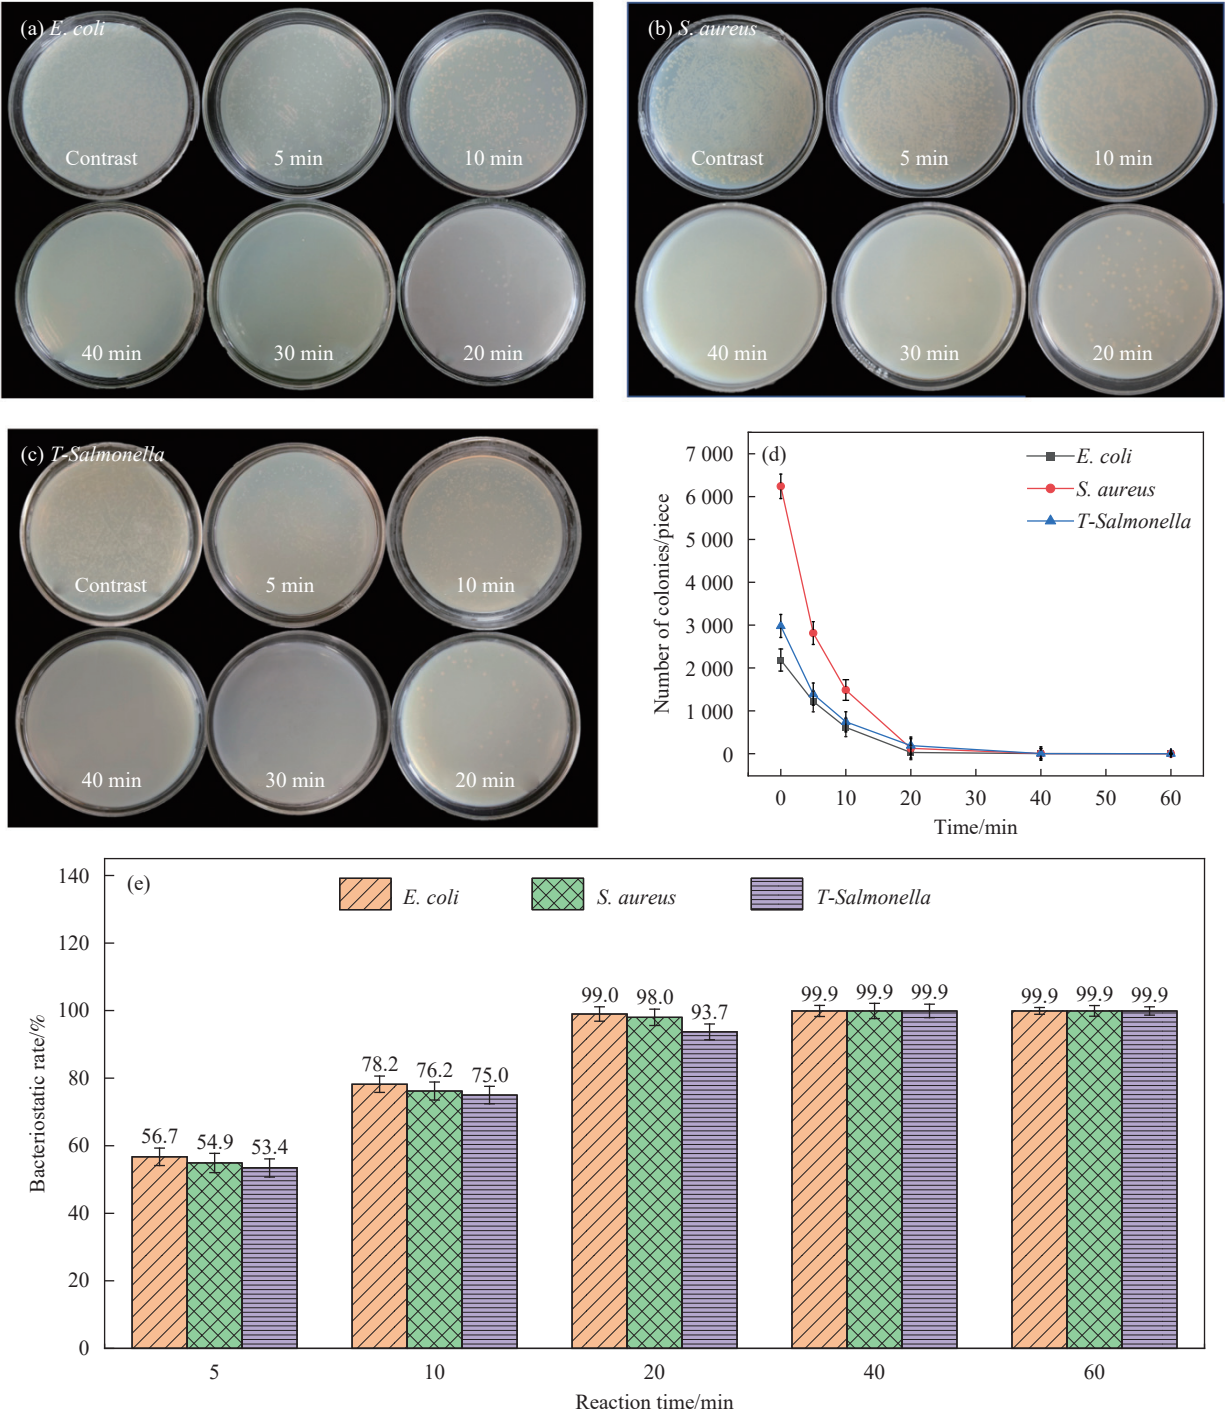 (a) E. coli
Contrast
5 min
10 min
40 min
30 min
20 min
(b) S. aureus
Contrast
5 min
10 min
40 min
30 min
20 min
(c) T-Salmonella
Contrast
5 min
10 min
40 min
30 min
20 min
(d)
E. coli
S. aureus
T-Salmonella
Number of colonies/piece
7 000
6 000
5 000
4 000
3 000
2 000
1 000
0
0 10 20 30 40 50 60
Time/min
(e)
E. coli S. aureus T-Salmonella
Bacteriostatic rate/%
140
120
100
80
60
40
20
0
56.7 54.9 53.4
78.2 76.2 75.0
99.0 98.0 93.7
99.9 99.9 99.9
99.9 99.9 99.9
5 10 20 40 60
Reaction time/min